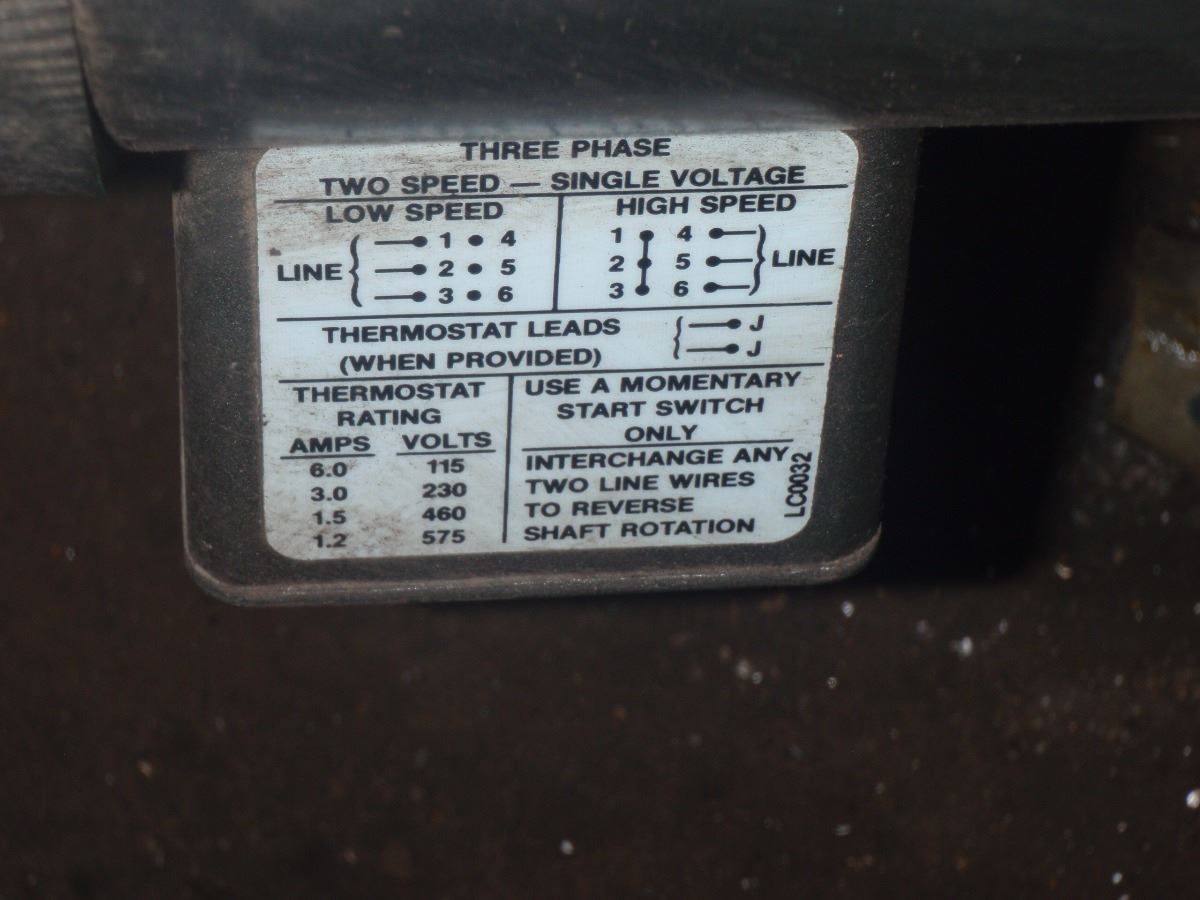 THREE PHASE
TWO SPEED — SINGLE VOLTAGE
LOW SPEED
LINE
1 4
2 5
3 6
HIGH SPEED
1 4
2 5
3 6
LINE
THERMOSTAT LEADS
(WHEN PROVIDED)
J
J
THERMOSTAT
RATING
AMPS VOLTS
6.0 115
3.0 230
1.5 460
1.2 575
USE A MOMENTARY
START SWITCH
ONLY
INTERCHANGE ANY
TWO LINE WIRES
TO REVERSE
SHAFT ROTATION
LC0032